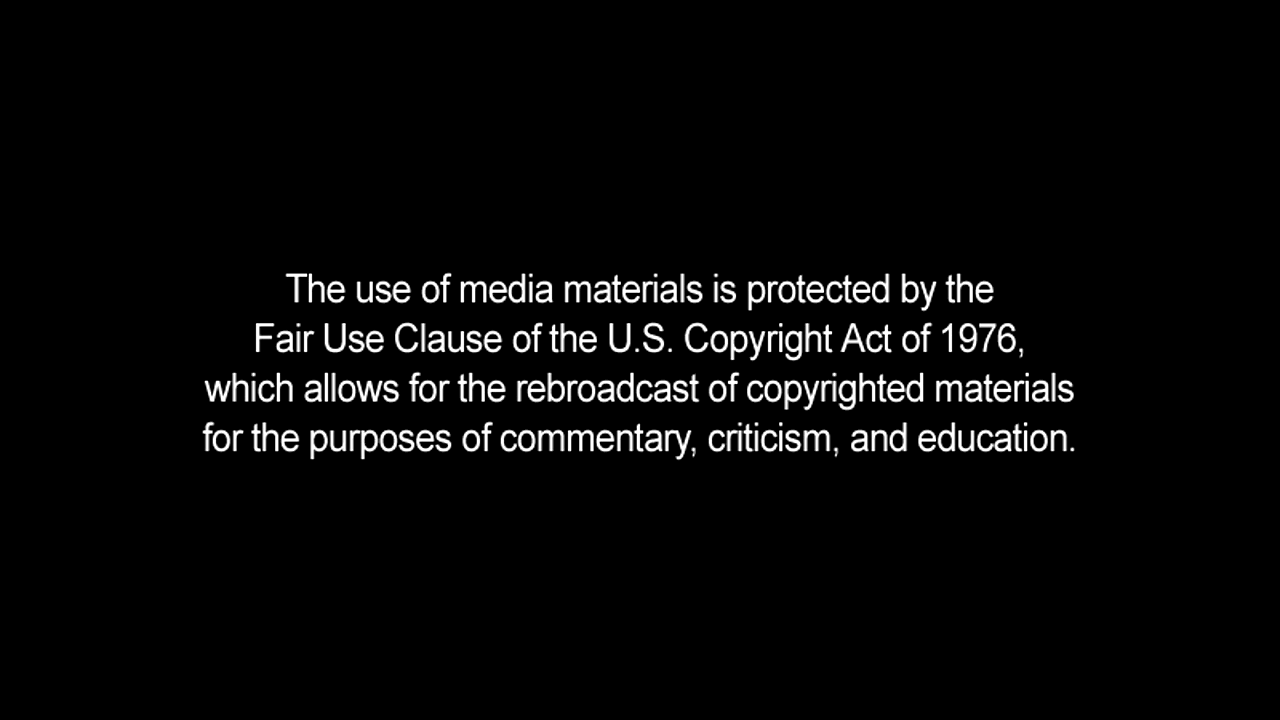 The use of media materials is protected by the
Fair Use Clause of the U.S. Copyright Act of 1976,
which allows for the rebroadcast of copyrighted materials
for the purposes of commentary, criticism, and education.